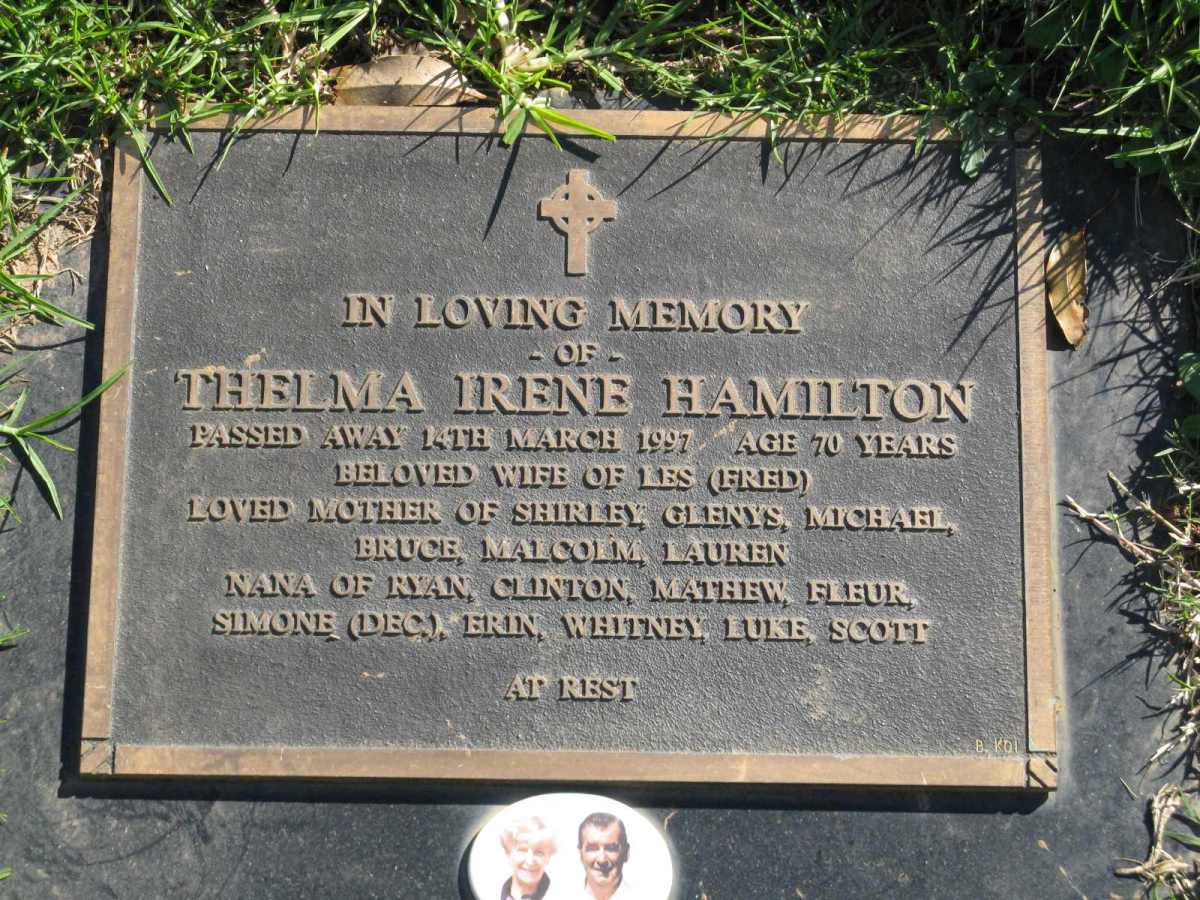 IN LOVING MEMORY
- OF -
THELMA IRENE HAMILTON
PASSED AWAY 14TH MARCH 1997 AGE 70 YEARS
BELOVED WIFE OF LES (FRED)
LOVED MOTHER OF SHIRLEY, GLENYS, MICHAEL,
BRUCE, MALCOLM, LAUREN
NANA OF RYAN, CLINTON, MATHEW, FLEUR,
SIMONE (DEC.), ERIN, WHITNEY, LUKE, SCOTT
AT REST
B. KD1